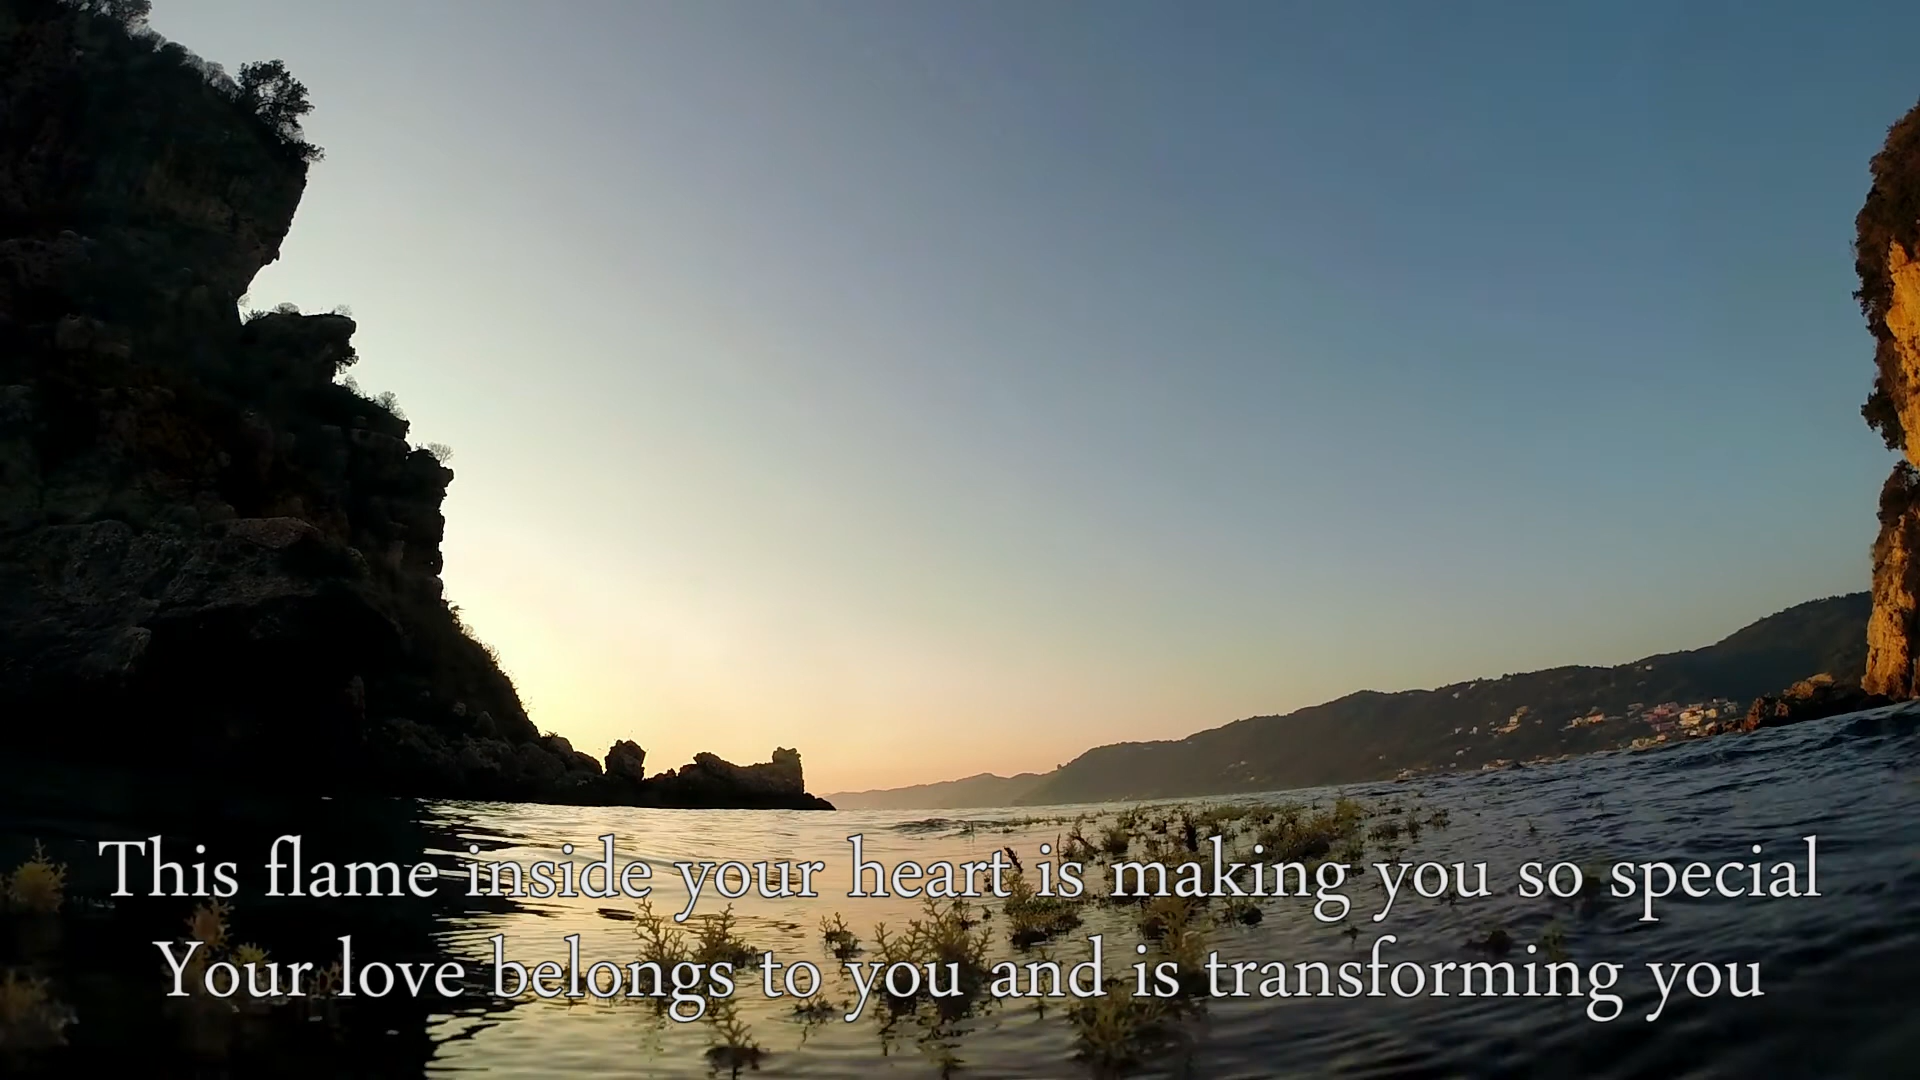 This flame inside your heart is making you so special
Your love belongs to you and is transforming you